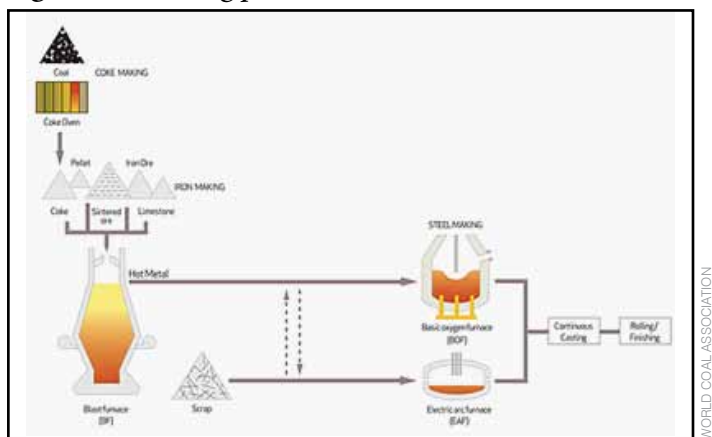 Coal
COKE MAKING
Coke Oven
Pellet
Iron Ore
IRON MAKING
Coke
Sintered
ore
Limestone
Hot Metal
STEEL MAKING
Basic oxygen furnace
(BOF)
Continuous
Casting
Rolling/
Finishing
Blast furnace
(BF)
Scrap
Electric arc furnace
(EAF)
WORLD COAL ASSOCIATION